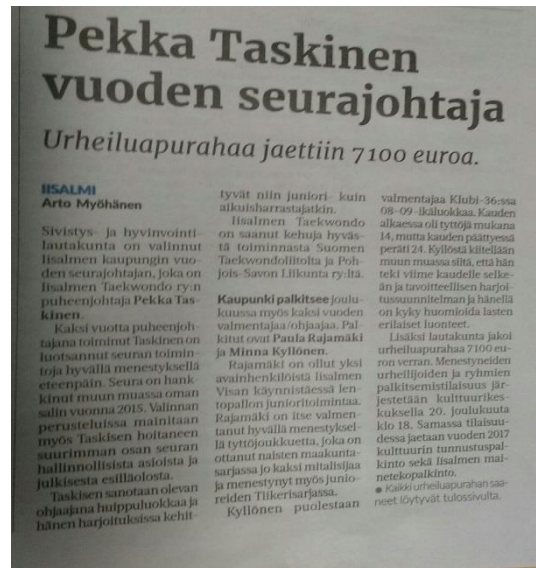 Pekka Taskinen
vuoden seurajohtaja
Urheiluapurahaa jaettiin 7100 euroa.
IISALMI
Arto Myöhänen
Sivistys- ja hyvinvointi-
lautakunta on valinnut
Iisalmen kaupungin vuo-
den seurajohtajan, joka on
Iisalmen Taekwondo ry:n
puheenjohtaja Pekka Tas-
kinen.
Kaksi vuotta puheenjoh-
tajana toiminut Taskinen on
luotsannut seuran toimin-
toja hyvällä menestyksellä
eteenpäin. Seura on hank-
kinut muun muassa oman
salin vuonna 2015. Valinnan
perusteluissa mainitaan
myös Taskisen hoitaneen
suurimman osan seuran
hallinnollisista asioista ja
julkisesta esilläolosta.
Taskisen sanotaan olevan
ohjaajana huippuluokkaa ja
hänen harjoituksissa kehit-
tyvät niin juniori- kuin
aikuisharrastajatkin.
Iisalmen Taekwondo
on saanut kehuja hyväs-
tä toiminnasta Suomen
Taekwondoliitolta ja Poh-
jois-Savon Liikunta ry:ltä.
Kaupunki palkitsee joulu-
kuussa myös kaksi vuoden
valmentajaa/ohjaajaa. Pal-
kitut ovat Paula Rajamäki
ja Minna Kyllönen.
Rajamäki on ollut yksi
avainhenkilöistä Iisalmen
Visan käynnistäessä len-
topallon junioritoimintaa.
Rajamäki on itse valmen-
tanut hyvällä menestyksel-
lä tyttöjoukkuetta, joka on
ottanut naisten maakunta-
sarjassa jo kaksi mitalisijaa
ja menestynyt myös junio-
reiden Tiikerisarjassa.
Kyllönen puolestaan
valmentajaa Klubi-36:ssa
08-09-ikäluokkaa. Kauden
alkaessa oli tyttöjä mukana
14, mutta kauden päättyessä
peräti 24. Kyllöstä kiitellään
muun muassa siitä, että hän
teki viime kaudelle selke-
än ja tavoitteellisen harjoi-
tussuunnitelman ja hänellä
on kyky huomioida lasten
erilaiset luonteet.
Lisäksi lautakunta jakoi
urheiluapurahaa 7100 eu-
ron verran. Menestyneiden
urheilijoiden ja ryhmien
palkitsemistilaisuus jär-
jestetään kulttuurikes-
kuksella 20. joulukuuta
klo 18. Samassa tilaisuu-
dessa jaetaan vuoden 2017
kulttuurin tunnustuspal-
kinto sekä Iisalmen mai-
netekopalkinto.
● Kaikki urheiluapurahan saa-
neet löytyvät tulossivulta.